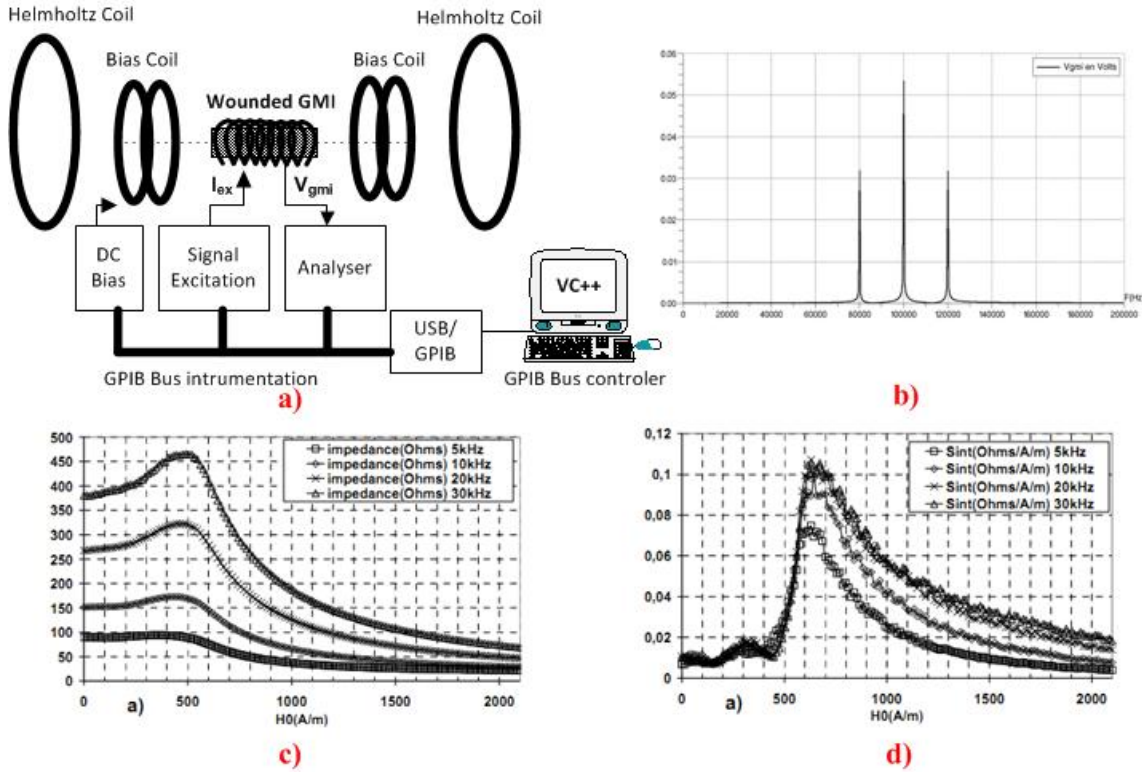 Helmholtz Coil
Helmholtz Coil
Bias Coil
Bias Coil
Wounded GMI
Iex
Vgmi
DC
Bias
Signal
Excitation
Analyser
VC++
USB/
GPIB
GPIB Bus intrumentation
GPIB Bus controler
a)
Vgmi en Volts
0.06
0.05
0.04
0.03
0.02
0.01
0.00
0 20000 40000 60000 80000 100000 120000 140000 160000 180000 200000
F(Hz
b)
500
450
400
350
300
250
200
150
100
50
0
impedance(Ohms) 5kHz
impedance(Ohms) 10kHz
impedance(Ohms) 20kHz
impedance(Ohms) 30kHz
0 500 1000 1500 2000
a)
H0(A/m)
c)
0,12
0,1
0,08
0,06
0,04
0,02
0
Sint(Ohms/A/m) 5kHz
Sint(Ohms/A/m) 10kHz
Sint(Ohms/A/m) 20kHz
Sint(Ohms/A/m) 30kHz
0 500 1000 1500 2000
a)
H0(A/m)
d)